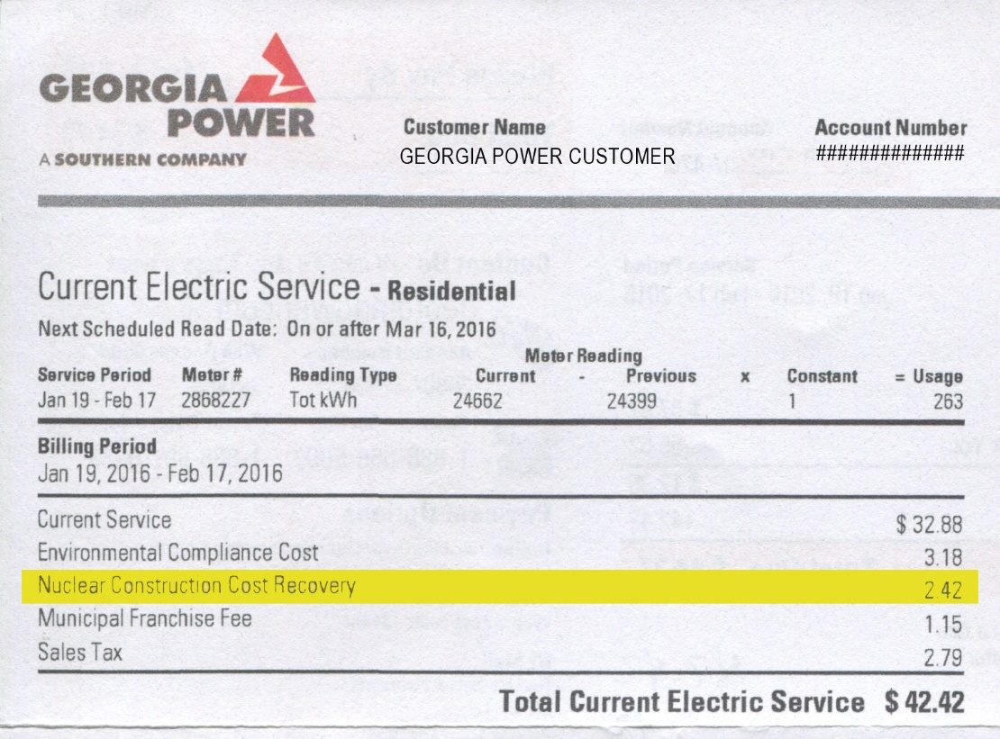 GEORGIA
POWER
A SOUTHERN COMPANY
Customer Name
GEORGIA POWER CUSTOMER
Account Number
##############
Current Electric Service - Residential
Next Scheduled Read Date: On or after Mar 16, 2016
Meter Reading
Service Period Meter # Reading Type Current - Previous x Constant = Usage
Jan 19 - Feb 17 2868227 Tot kWh 24662 24399 1 263
Billing Period
Jan 19, 2016 - Feb 17, 2016
Current Service $ 32.88
Environmental Compliance Cost 3.18
Nuclear Construction Cost Recovery 2.42
Municipal Franchise Fee 1.15
Sales Tax 2.79
Total Current Electric Service $ 42.42